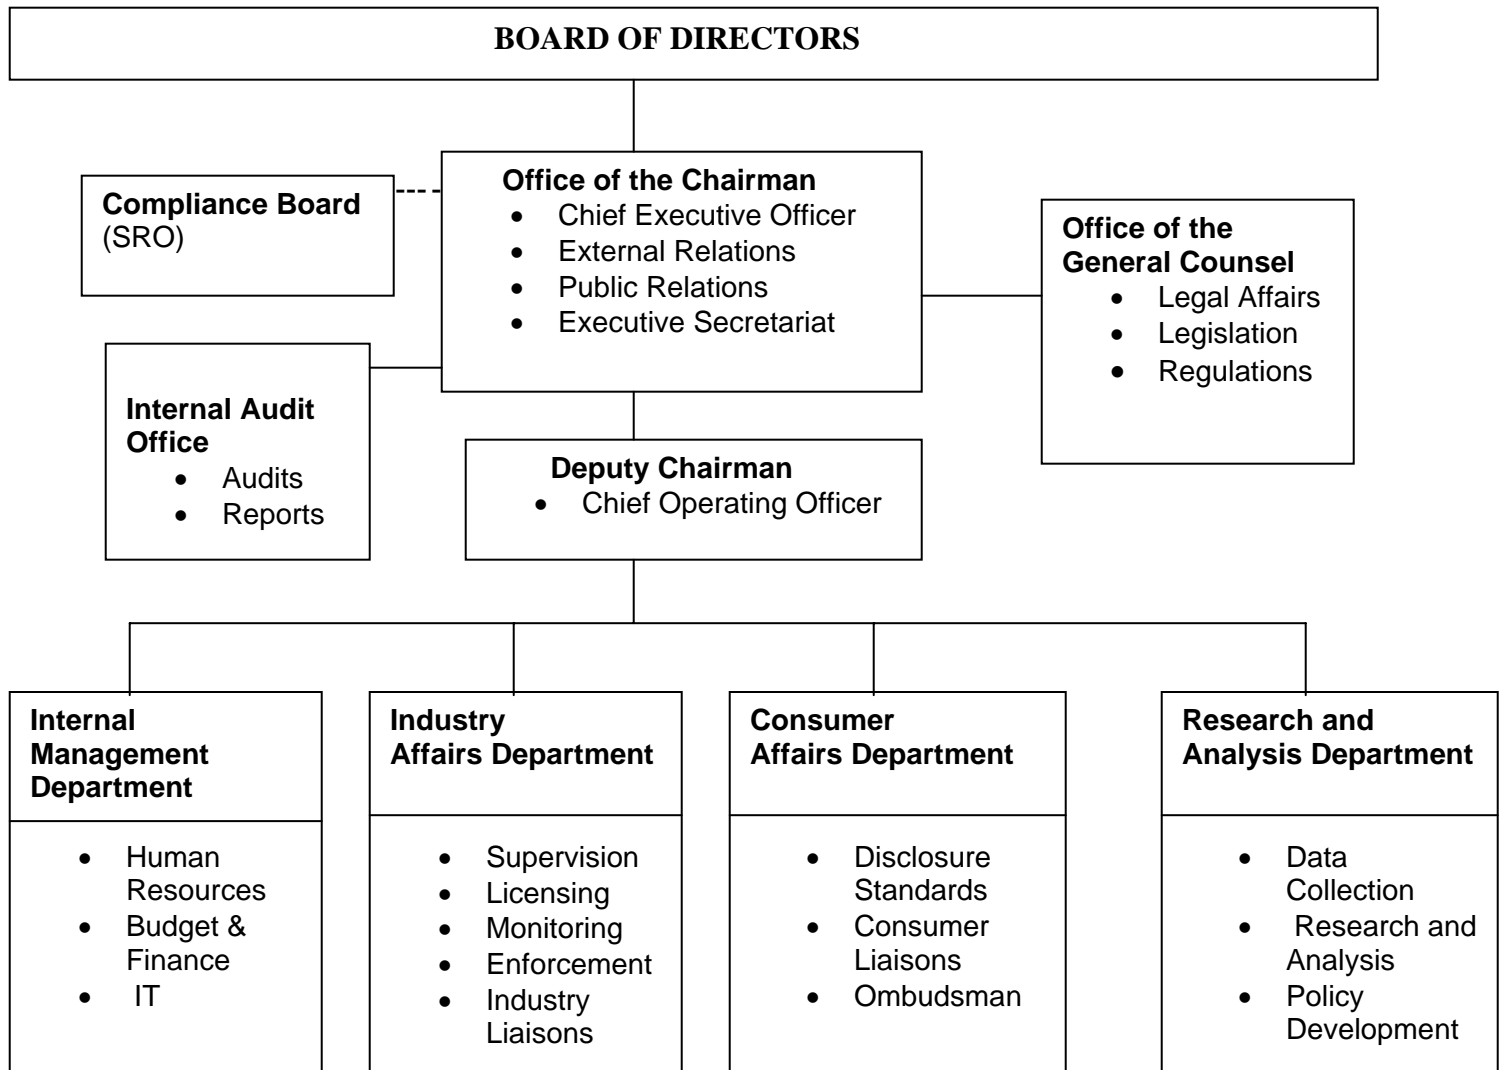 BOARD OF DIRECTORS
Compliance Board
(SRO)
Office of the Chairman
• Chief Executive Officer
• External Relations
• Public Relations
• Executive Secretariat
Office of the
General Counsel
• Legal Affairs
• Legislation
• Regulations
Internal Audit
Office
• Audits
• Reports
Deputy Chairman
• Chief Operating Officer
Internal
Management
Department
• Human
Resources
• Budget &
Finance
• IT
Industry
Affairs Department
• Supervision
• Licensing
• Monitoring
• Enforcement
• Industry
Liaisons
Consumer
Affairs Department
• Disclosure
Standards
• Consumer
Liaisons
• Ombudsman
Research and
Analysis Department
• Data
Collection
• Research and
Analysis
• Policy
Development